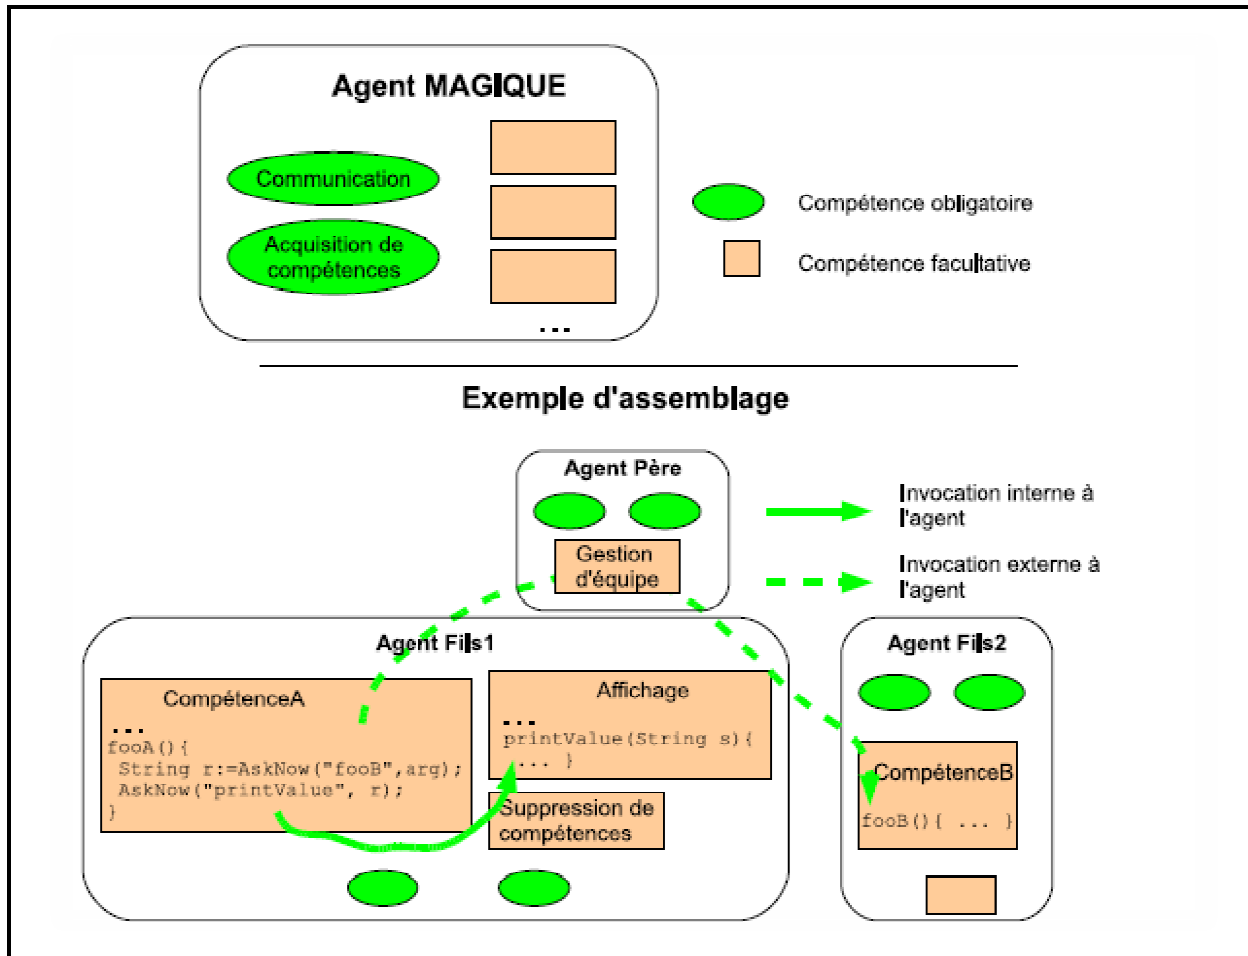 Agent MAGIQUE
Communication
Acquisition de
compétences
...
Compétence obligatoire
Compétence facultative
Exemple d'assemblage
Agent Père
Gestion
d'équipe
Invocation interne à
l'agent
Invocation externe à
l'agent
Agent Fils1
CompétenceA
...
fooA(){
String r:=AskNow("fooB",arg);
AskNow("printValue", r);
}
Affichage
...
printValue(String s){
... }
Suppression de
compétences
Agent Fils2
CompétenceB
fooB(){ ... }